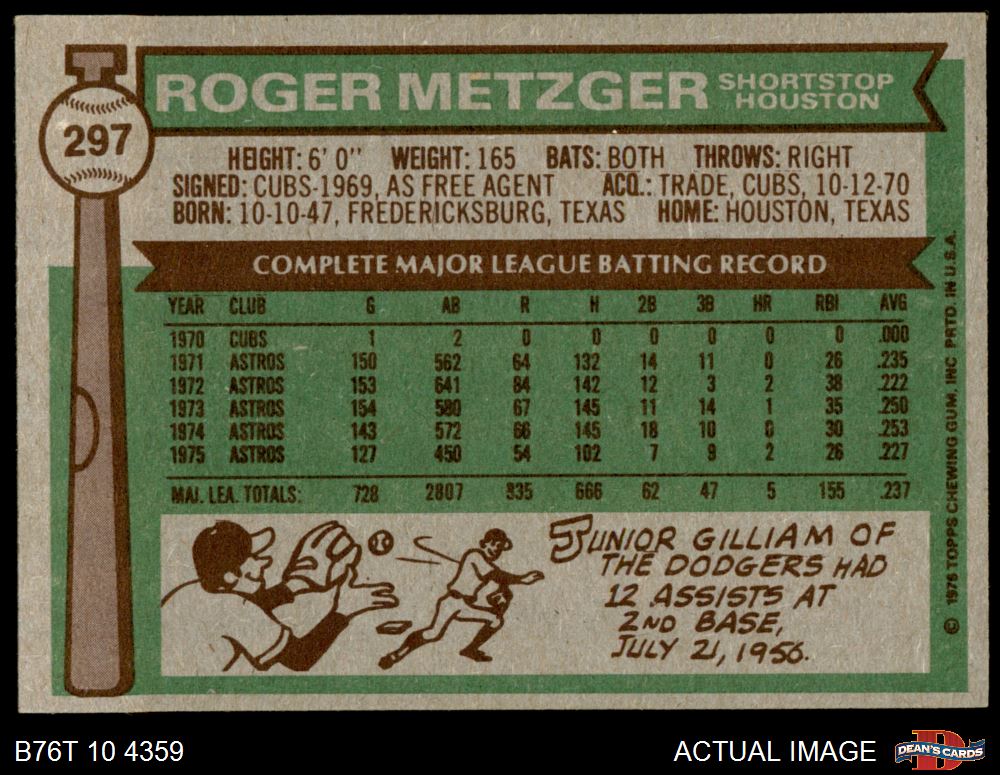 297
ROGER METZGER SHORTSTOP HOUSTON
HEIGHT: 6' 0" WEIGHT: 165 BATS: BOTH THROWS: RIGHT
SIGNED: CUBS-1969, AS FREE AGENT ACQ.: TRADE, CUBS, 10-12-70
BORN: 10-10-47, FREDERICKSBURG, TEXAS HOME: HOUSTON, TEXAS
COMPLETE MAJOR LEAGUE BATTING RECORD
YEAR CLUB G AB R H 2B 3B HR RBI AVG
1970 CUBS 1 2 0 0 0 0 0 0 .000
1971 ASTROS 150 562 64 132 14 11 0 26 .235
1972 ASTROS 153 641 84 142 12 3 2 38 .222
1973 ASTROS 154 580 67 145 11 14 1 35 .250
1974 ASTROS 143 572 66 145 18 10 0 30 .253
1975 ASTROS 127 450 54 102 7 9 2 26 .227
MAJ. LEA. TOTALS: 728 2807 335 666 62 47 5 155 .237
JUNIOR GILLIAM OF
THE DODGERS HAD
12 ASSISTS AT
2ND BASE,
JULY 21, 1956.
© 1976 TOPPS CHEWING GUM, INC PRTD. IN U.S.A.
B76T 10 4359
ACTUAL IMAGE
DEAN'S CARDS